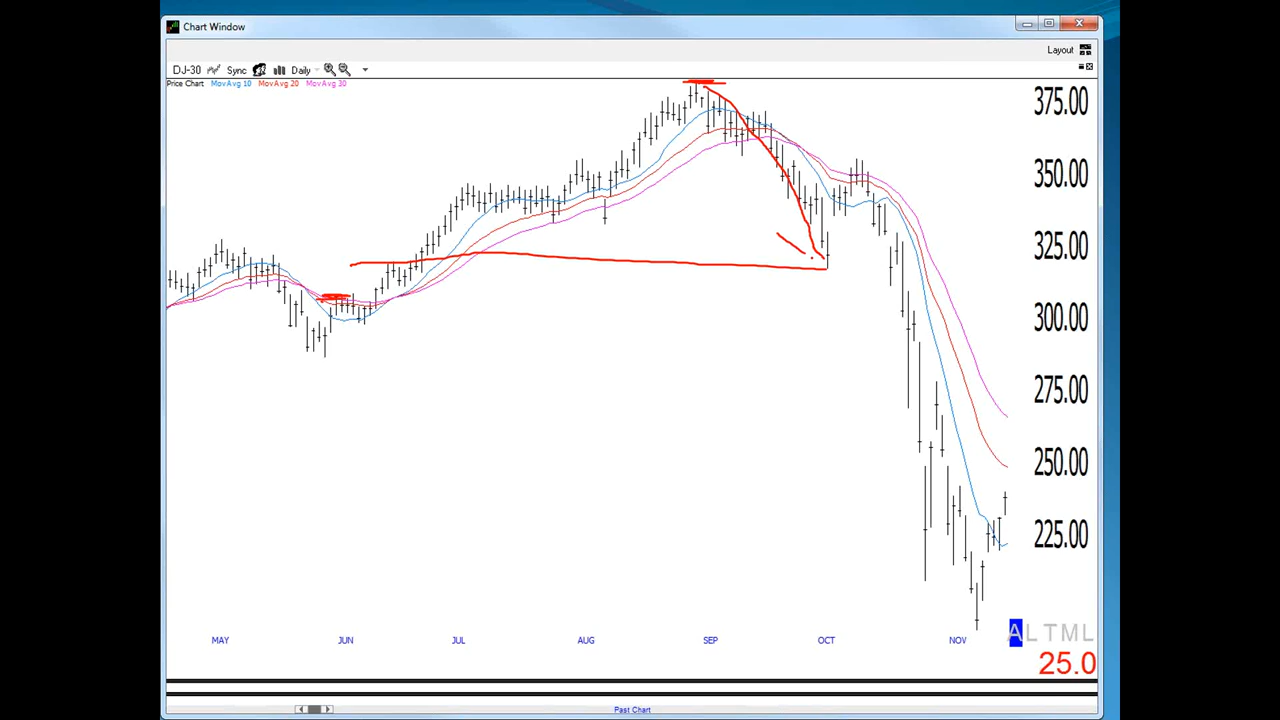 Chart Window
Layout
DJ-30 Sync Daily
Price Chart MovAvg 10 MovAvg 20 MovAvg 30
375.00
350.00
325.00
300.00
275.00
250.00
225.00
MAY JUN JUL AUG SEP OCT NOV
ALTML
25.0
Past Chart